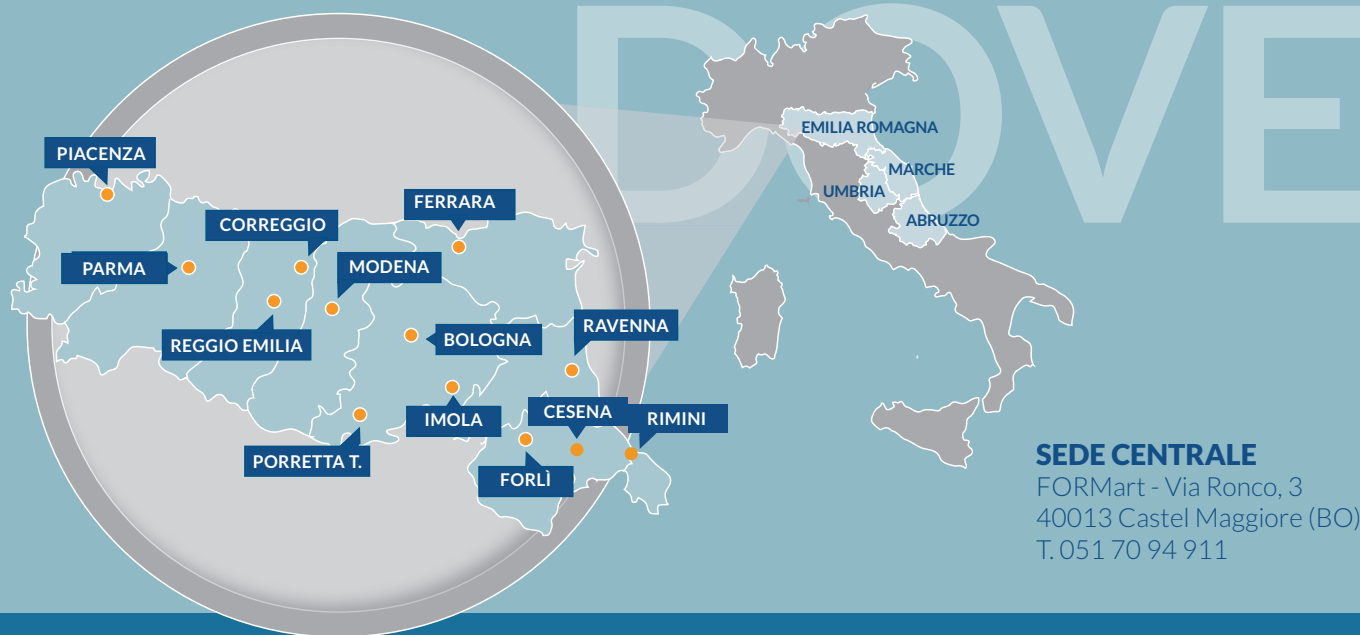 DOVE
PIACENZA
PARMA
CORREGGIO
FERRARA
MODENA
REGGIO EMILIA
BOLOGNA
RAVENNA
IMOLA
CESENA
RIMINI
PORRETTA T.
FORLÌ
EMILIA ROMAGNA
MARCHE
UMBRIA
ABRUZZO
SEDE CENTRALE
FORMart - Via Ronco, 3
40013 Castel Maggiore (BO)
T. 051 70 94 911